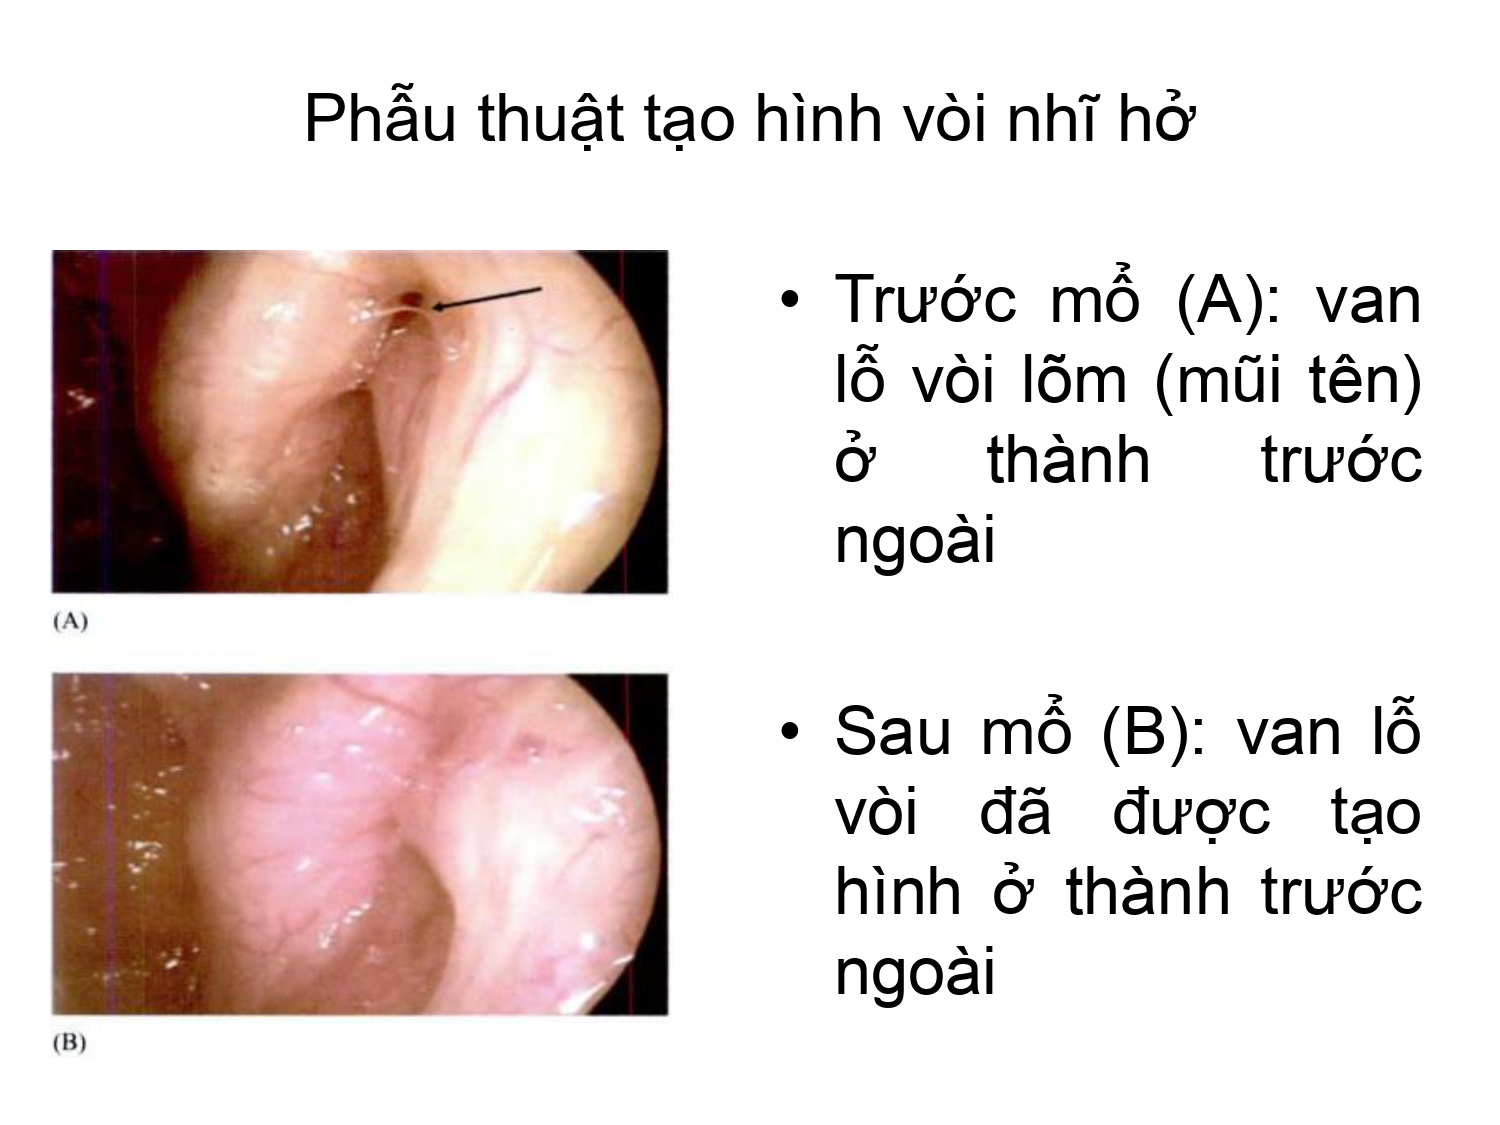 Phẫu thuật tạo hình vòi nhĩ hở
• Trước mổ (A): van
lỗ vòi lõm (mũi tên)
ở thành trước
ngoài
(A)
• Sau mổ (B): van lỗ
vòi đã được tạo
hình ở thành trước
ngoài
(B)